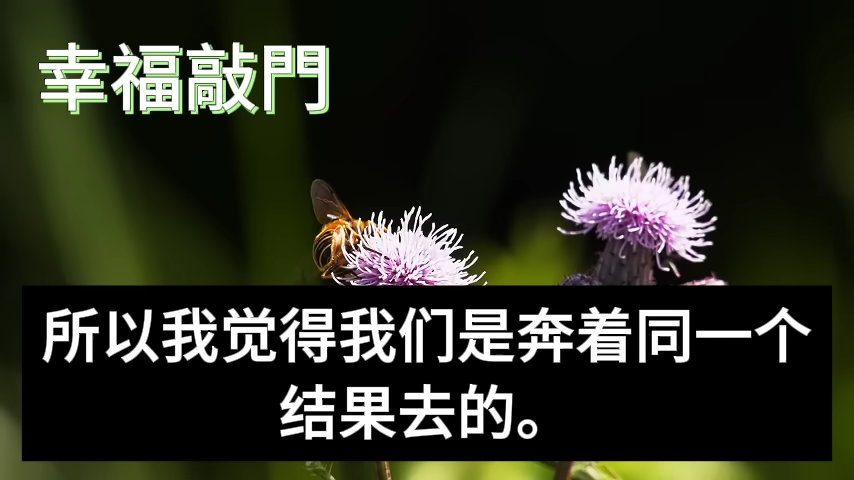 幸福敲門
所以我觉得我们是奔着同一个
结果去的。